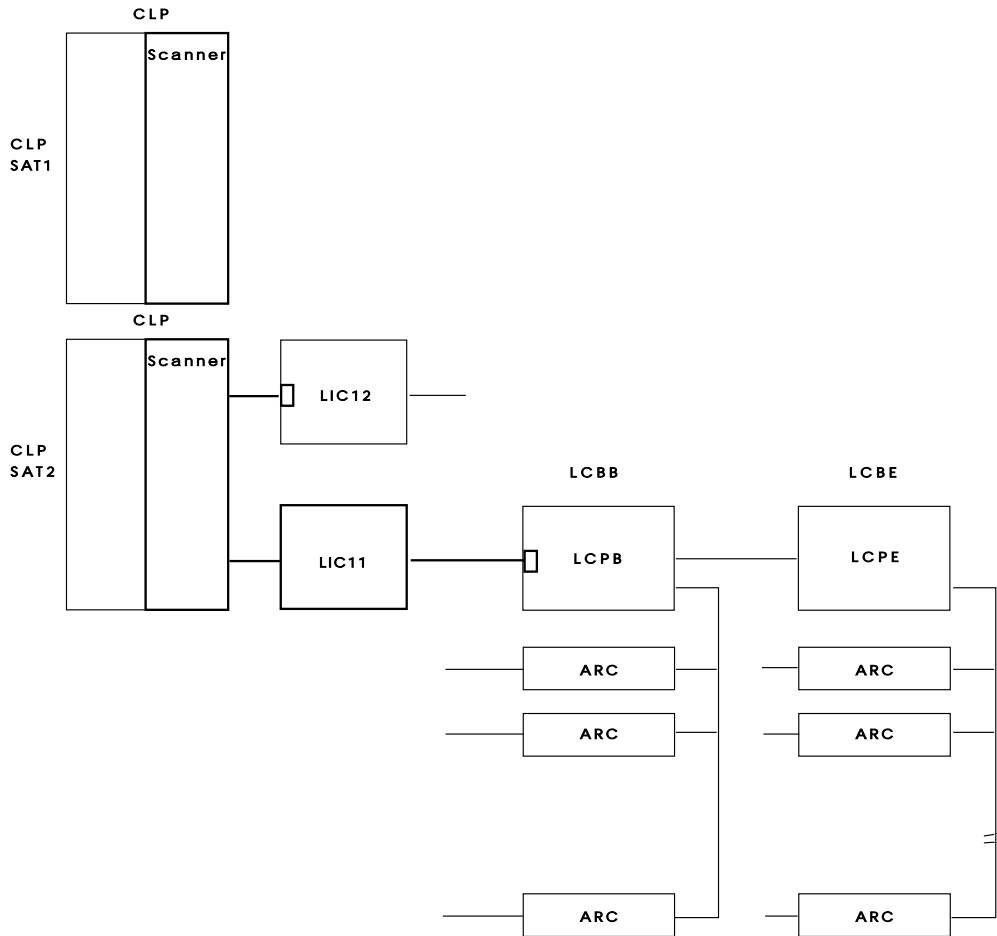 CLP
Scanner
CLP
SAT1
CLP
Scanner
CLP
SAT2
LIC12
LCBB
LCBE
LIC11
LCPB
LCPE
ARC
ARC
ARC
ARC
ARC
ARC